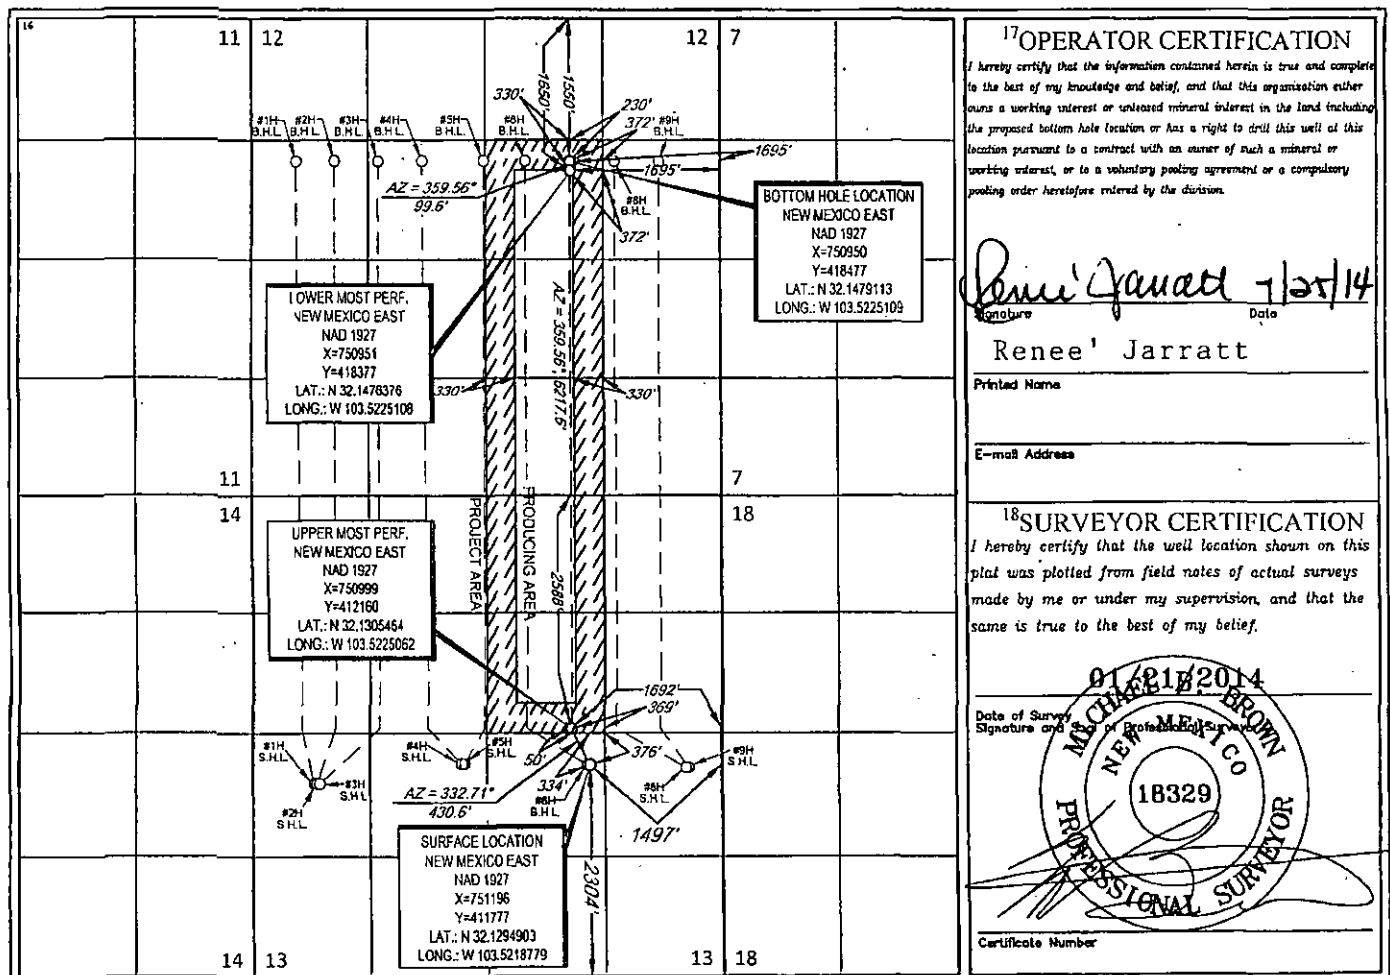 16
11 12
12 7
1650'
1550'
330'
230'
372'
#1H
B.H.L.
#2H
B.H.L.
#3H
B.H.L.
#4H
B.H.L.
#5H
B.H.L.
#6H
B.H.L.
#9H
B.H.L.
1695'
1695'
AZ = 359.56°
99.6'
#8H
B.H.L.
372'
BOTTOM HOLE LOCATION
NEW MEXICO EAST
NAD 1927
X=750950
Y=418477
LAT.: N 32.1479113
LONG.: W 103.5225109
LOWER MOST PERF.
NEW MEXICO EAST
NAD 1927
X=750951
Y=418377
LAT.: N 32.1476376
LONG.: W 103.5225108
AZ = 359.56°, 6217.6'
330'
330'
11
14
7
18
PROJECT AREA
PRODUCING AREA
2588'
UPPER MOST PERF.
NEW MEXICO EAST
NAD 1927
X=750999
Y=412160
LAT.: N 32.1305464
LONG.: W 103.5225062
1692'
369'
#1H
S.H.L.
#2H
S.H.L.
#3H
S.H.L.
#4H
S.H.L.
#5H
S.H.L.
50'
334'
376'
#6H
B.H.L.
#8H
S.H.L.
#9H
S.H.L.
AZ = 332.71°
430.6'
1497'
SURFACE LOCATION
NEW MEXICO EAST
NAD 1927
X=751196
Y=411777
LAT.: N 32.1294903
LONG.: W 103.5218779
2304'
14 13
13 18
17 OPERATOR CERTIFICATION
I hereby certify that the information contained herein is true and complete
to the best of my knowledge and belief, and that this organization either
owns a working interest or unleased mineral interest in the land including
the proposed bottom hole location or has a right to drill this well at this
location pursuant to a contract with an owner of such a mineral or
working interest, or to a voluntary pooling agreement or a compulsory
pooling order heretofore entered by the division.
Renee' Jarratt 7/25/14
Signature Date
Renee' Jarratt
Printed Name
E-mail Address
18 SURVEYOR CERTIFICATION
I hereby certify that the well location shown on this
plat was plotted from field notes of actual surveys
made by me or under my supervision, and that the
same is true to the best of my belief.
01/21/2014
Date of Survey
Signature and Seal of Professional Surveyor
MICHAEL B. BROWN
NEW MEXICO
18329
PROFESSIONAL SURVEYOR
Certificate Number